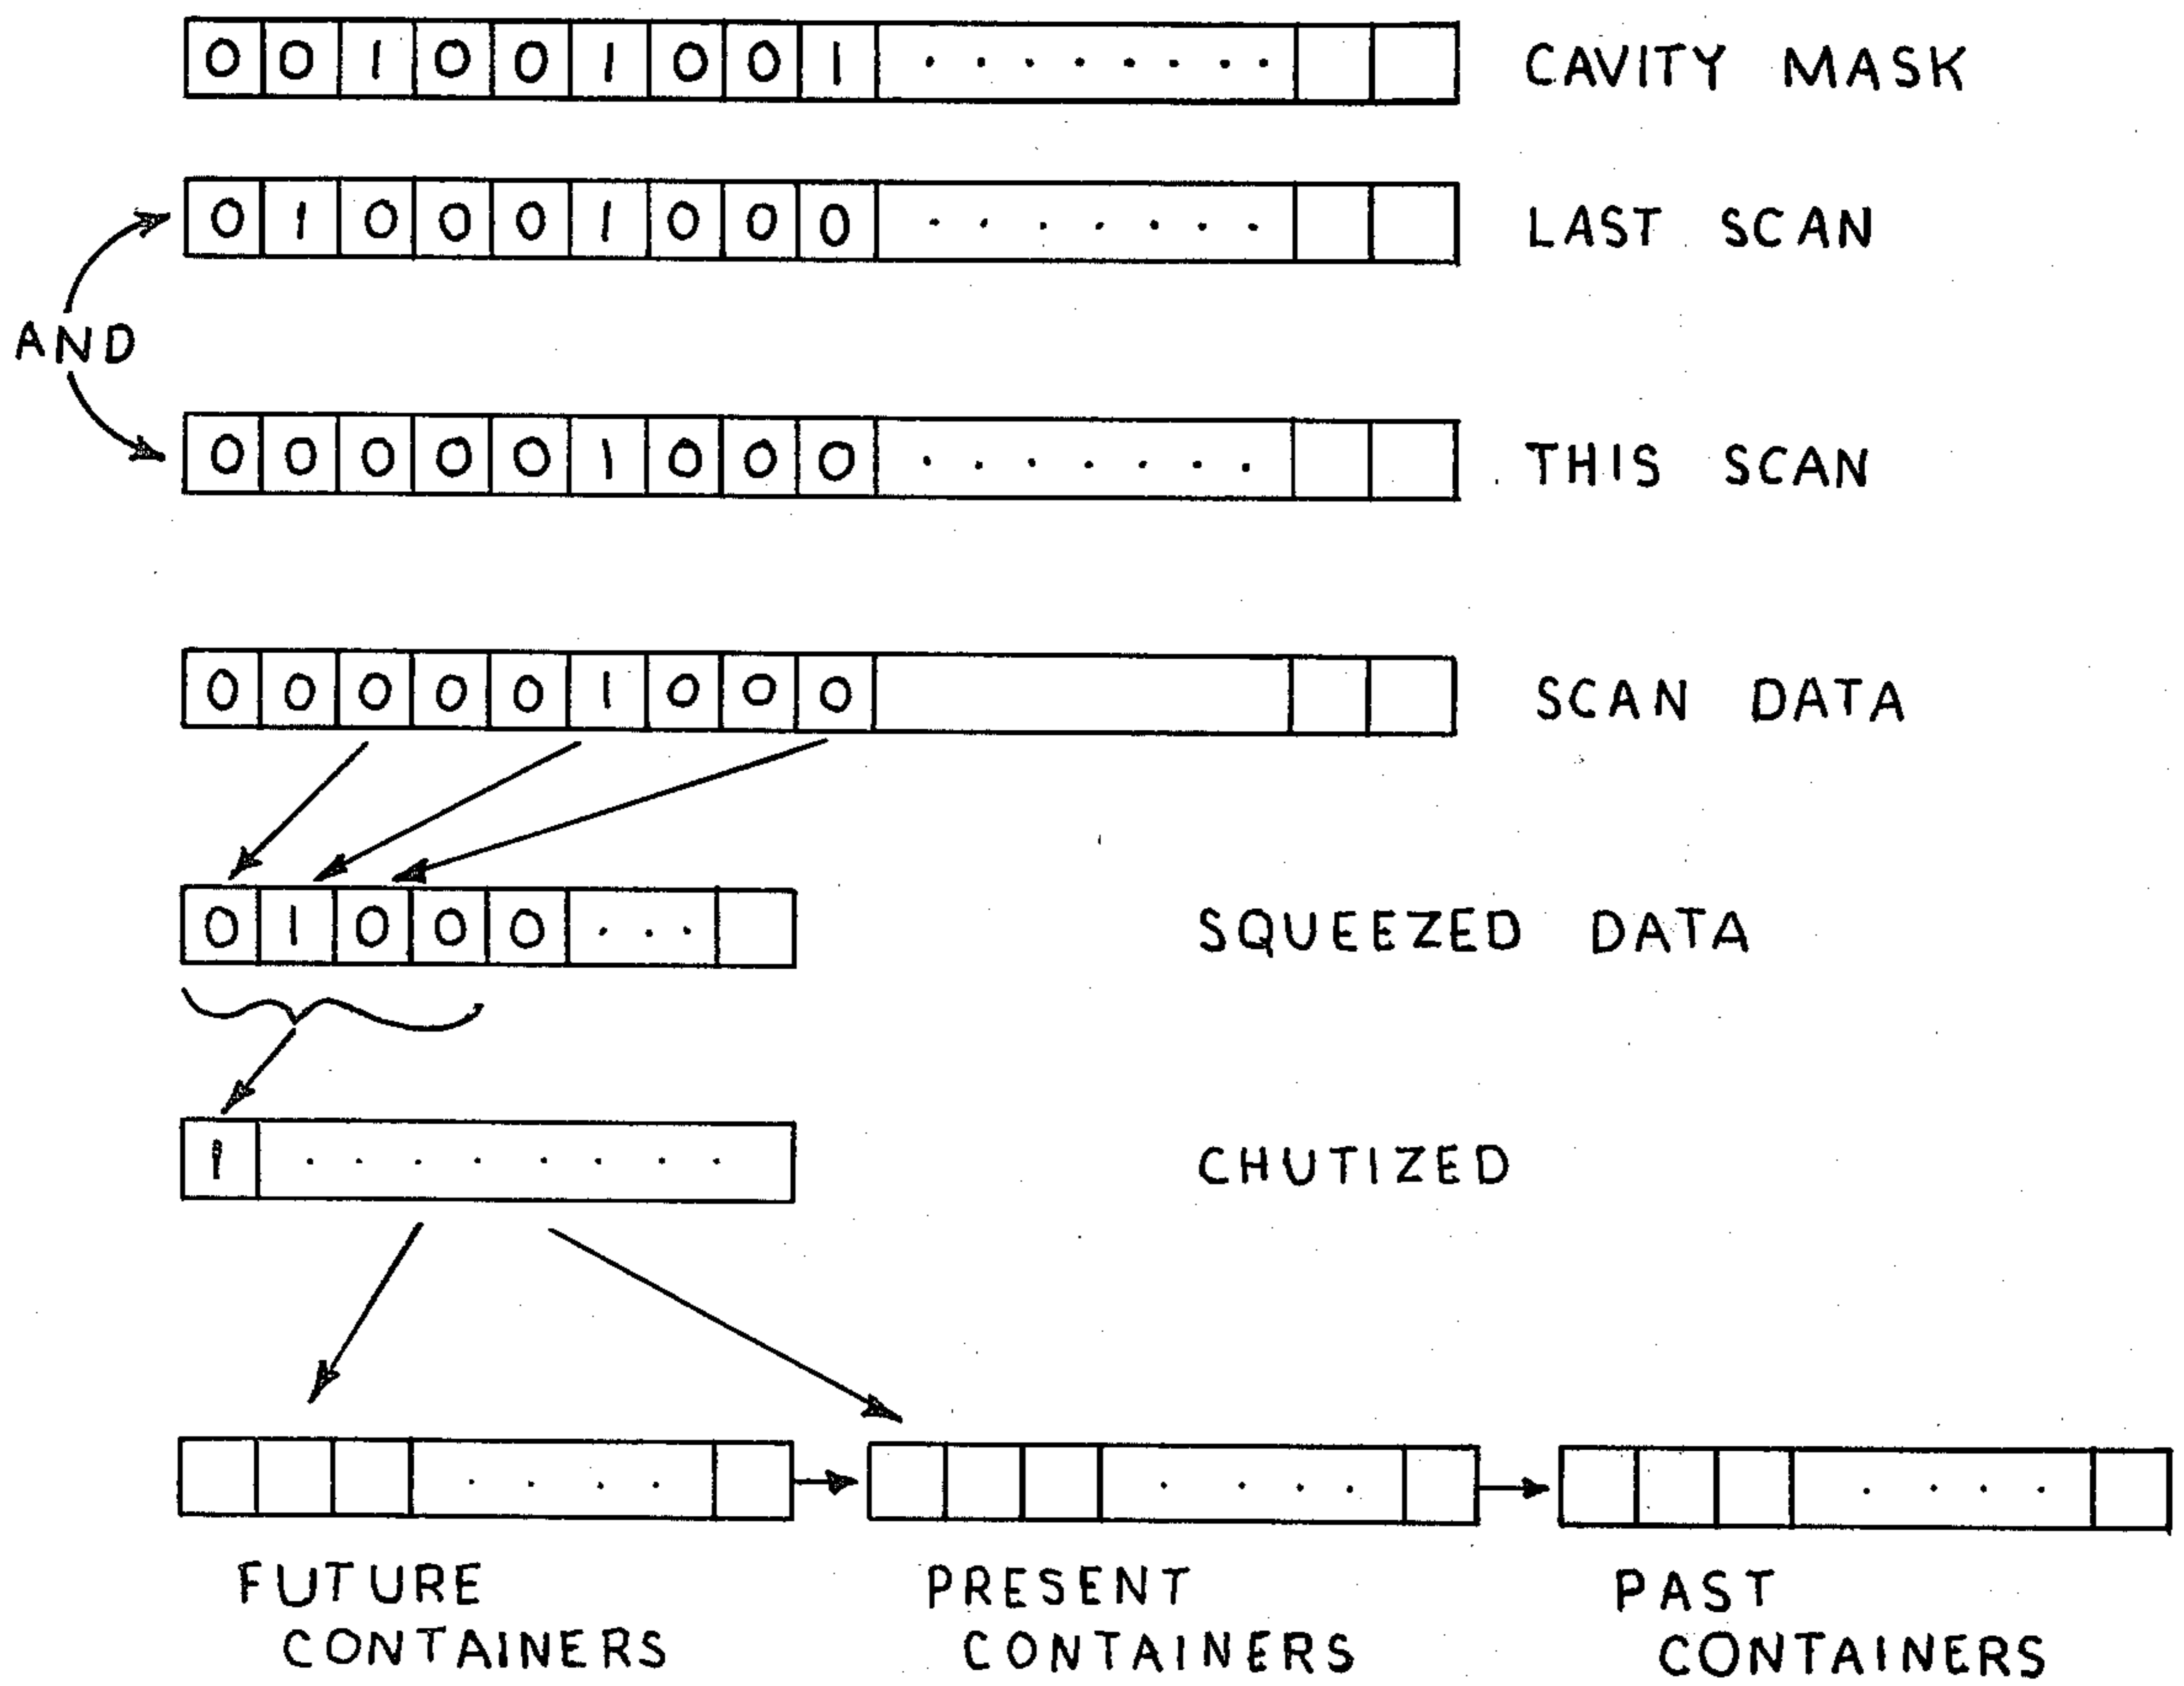 0 0 1 0 0 1 0 0 1 . . . . . . . . CAVITY MASK
0 1 0 0 0 1 0 0 0 . . . . . . . LAST SCAN
AND
0 0 0 0 0 1 0 0 0 . . . . . . . THIS SCAN
0 0 0 0 0 1 0 0 0 SCAN DATA
0 1 0 0 0 . . . SQUEEZED DATA
1 . . . . . . . . CHUTIZED
. . . . . . . . . . . .
FUTURE PRESENT PAST
CONTAINERS CONTAINERS CONTAINERS